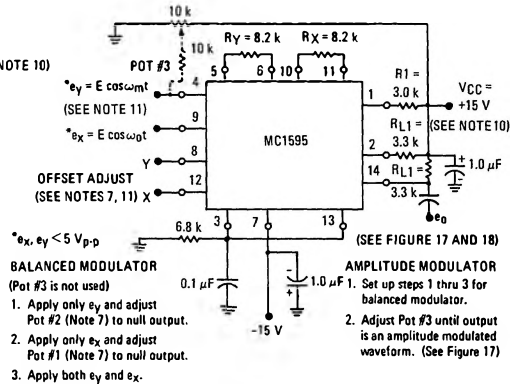 10 k
10 k
POT #3
NOTE 10)
*ey = E cosωmt
(SEE NOTE 11)
*ex = E cosωot
Y
OFFSET ADJUST
(SEE NOTES 7, 11) X
4
9
8
12
RY = 8.2 k
RX = 8.2 k
5
6
10
11
MC1595
1
2
14
R1 =
3.0 k
RL1 =
3.3 k
RL1 =
3.3 k
VCC =
+15 V
(SEE NOTE 10)
+ 1.0 μF
eo
3
7
13
6.8 k
0.1 μF
1.0 μF
-15 V
*ex, ey < 5 Vp-p
(SEE FIGURE 17 AND 18)
BALANCED MODULATOR
(Pot #3 is not used)
1. Apply only ey and adjust
Pot #2 (Note 7) to null output.
2. Apply only ex and adjust
Pot #1 (Note 7) to null output.
3. Apply both ey and ex.
AMPLITUDE MODULATOR
1. Set up steps 1 thru 3 for
balanced modulator.
2. Adjust Pot #3 until output
is an amplitude modulated
waveform. (See Figure 17)